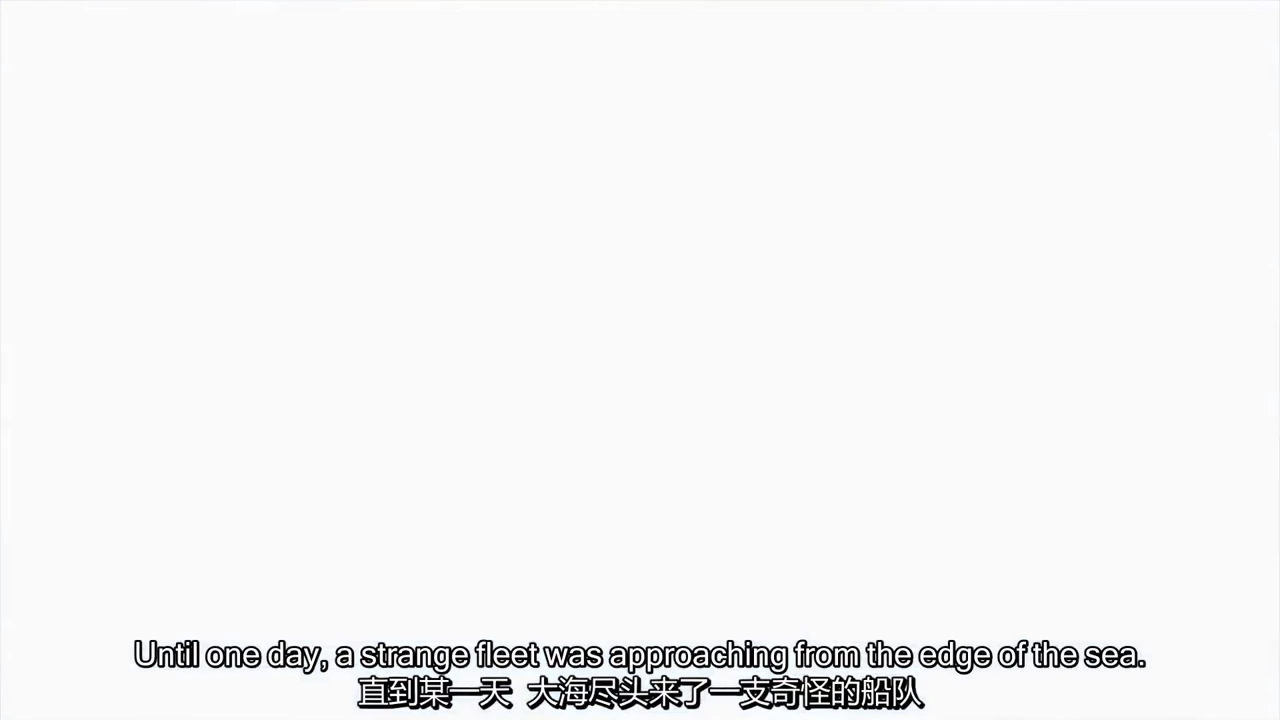 Until one day, a strange fleet was approaching from the edge of the sea.
直到某一天 大海尽头来了一支奇怪的船队